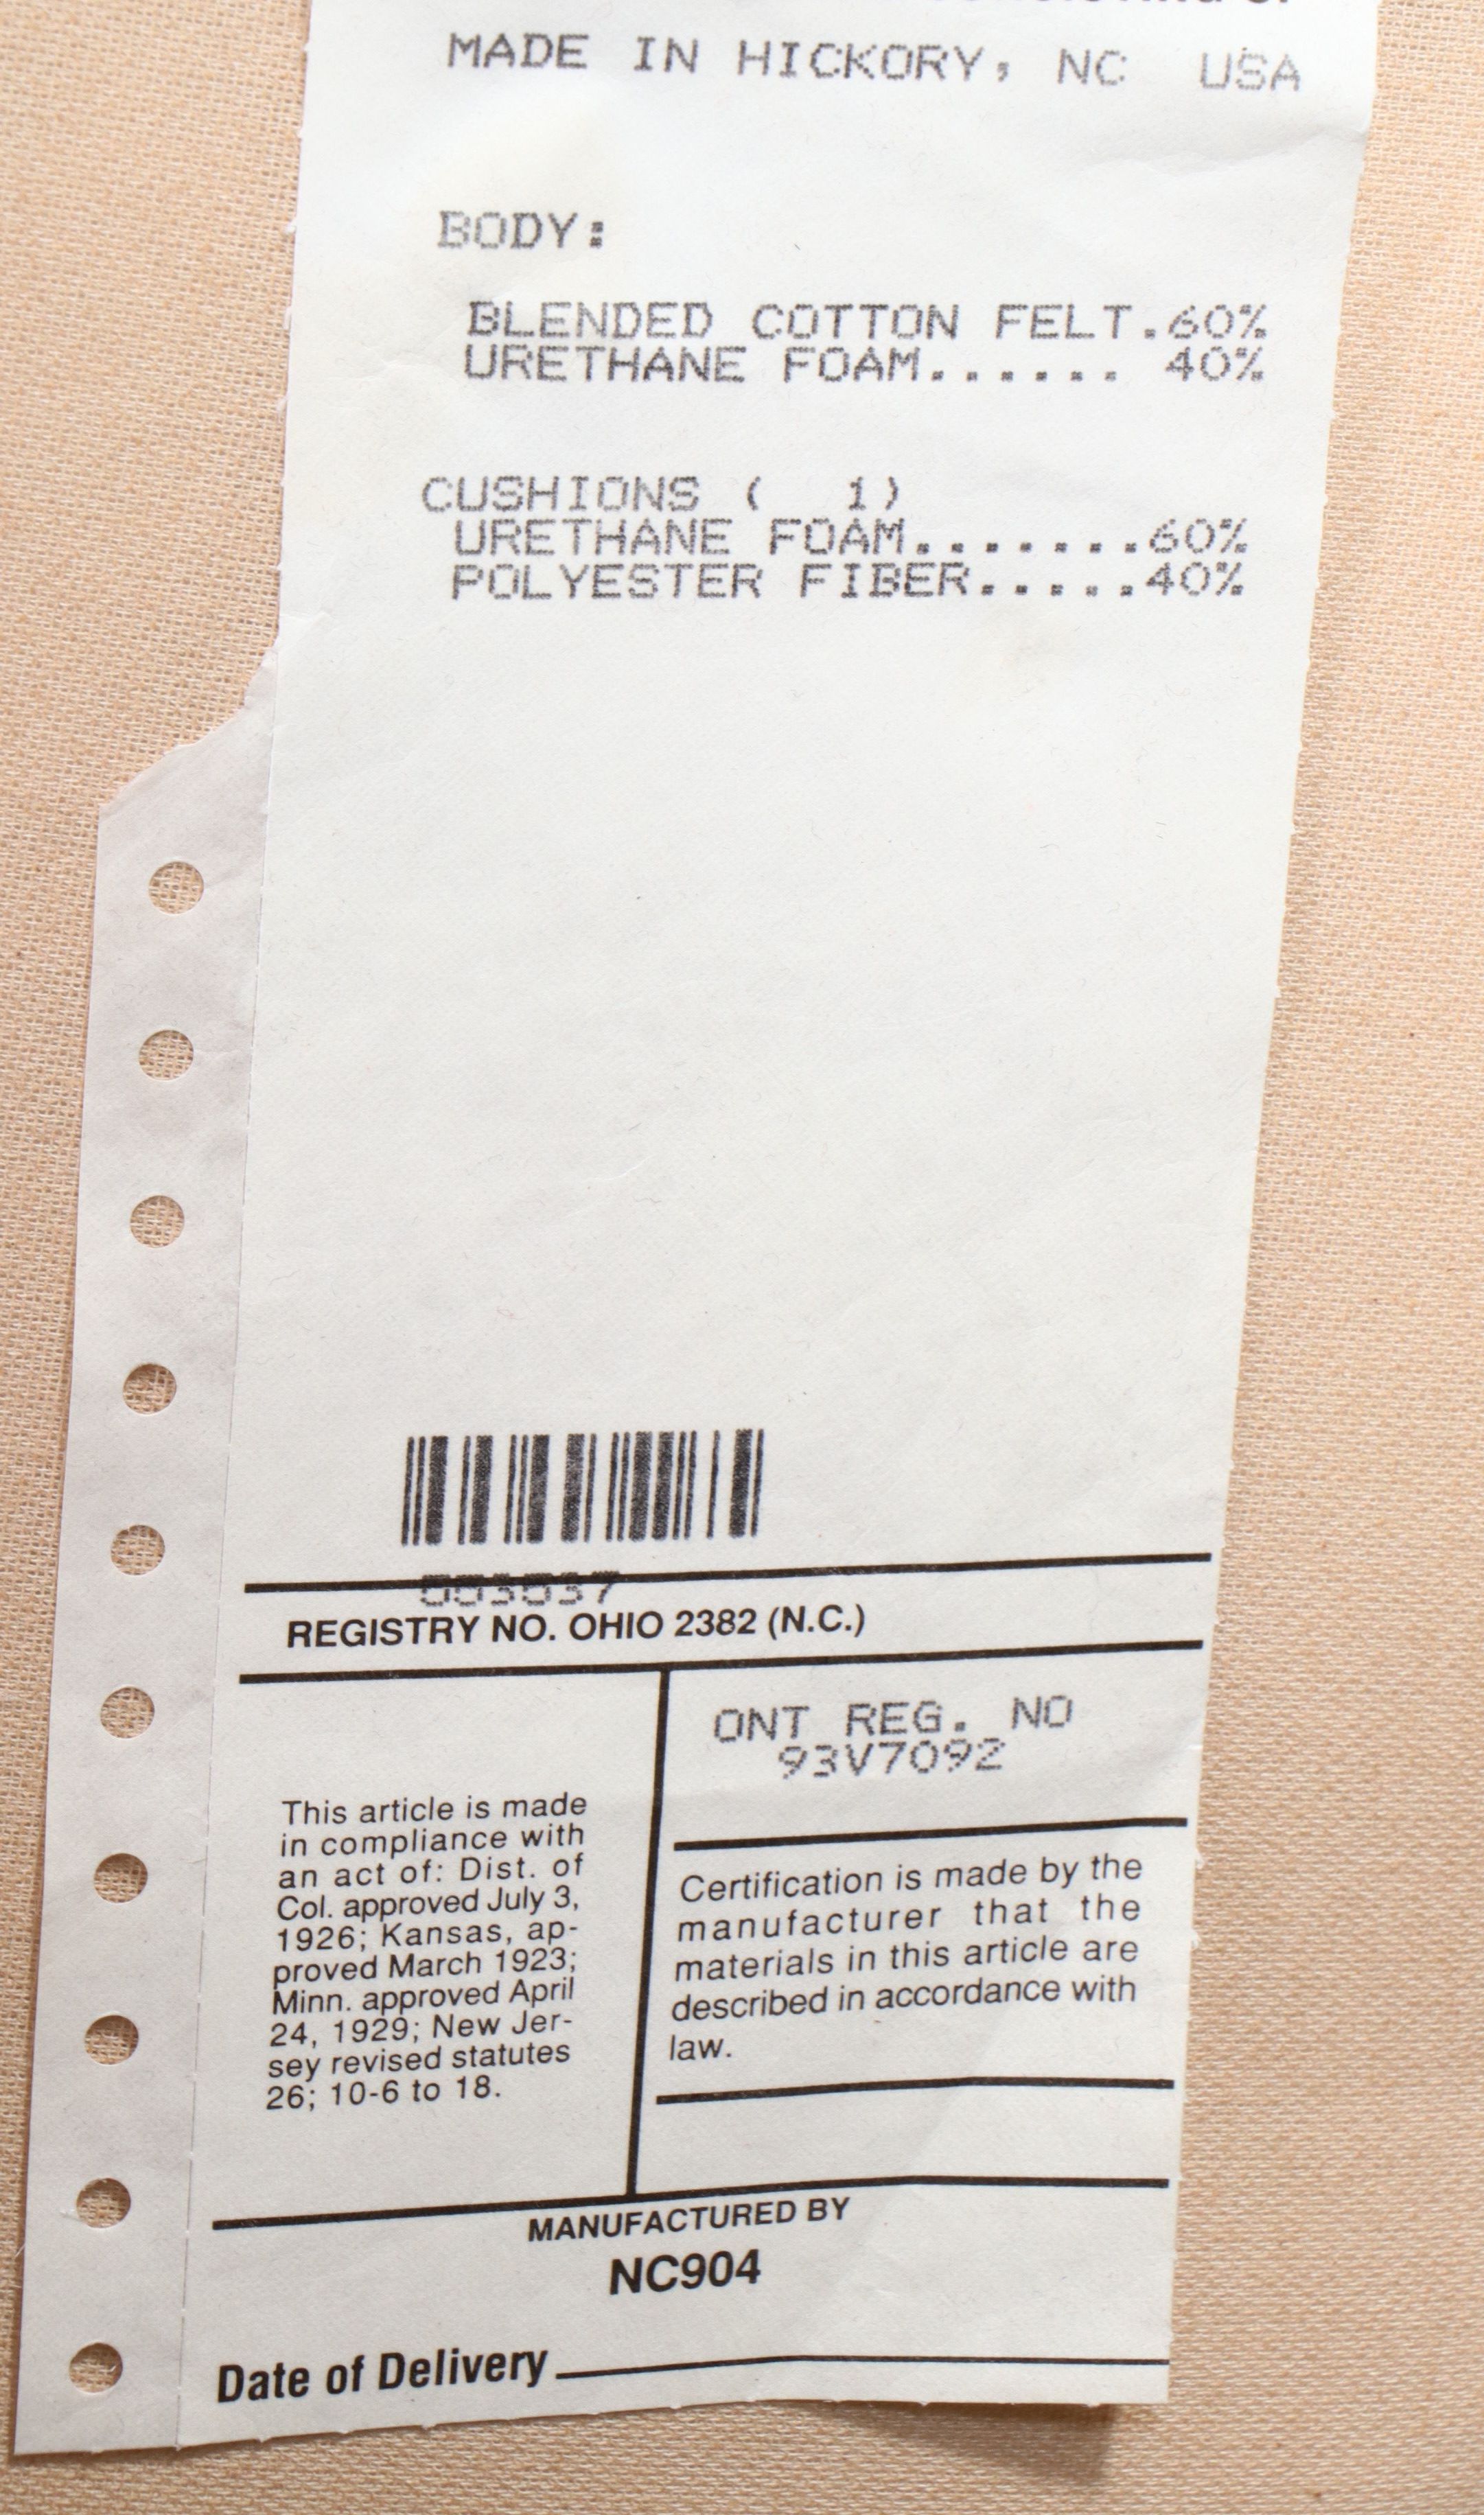 MADE IN HICKORY, NC USA
BODY:
BLENDED COTTON FELT.60%
URETHANE FOAM...... 40%
CUSHIONS ( 1)
URETHANE FOAM.......60%
POLYESTER FIBER.....40%
REGISTRY NO. OHIO 2382 (N.C.)
ONT REG. NO
93V7092
This article is made
in compliance with
an act of: Dist. of
Col. approved July 3,
1926; Kansas, ap-
proved March 1923;
Minn. approved April
24, 1929; New Jer-
sey revised statutes
26; 10-6 to 18.
Certification is made by the
manufacturer that the
materials in this article are
described in accordance with
law.
MANUFACTURED BY
NC904
Date of Delivery